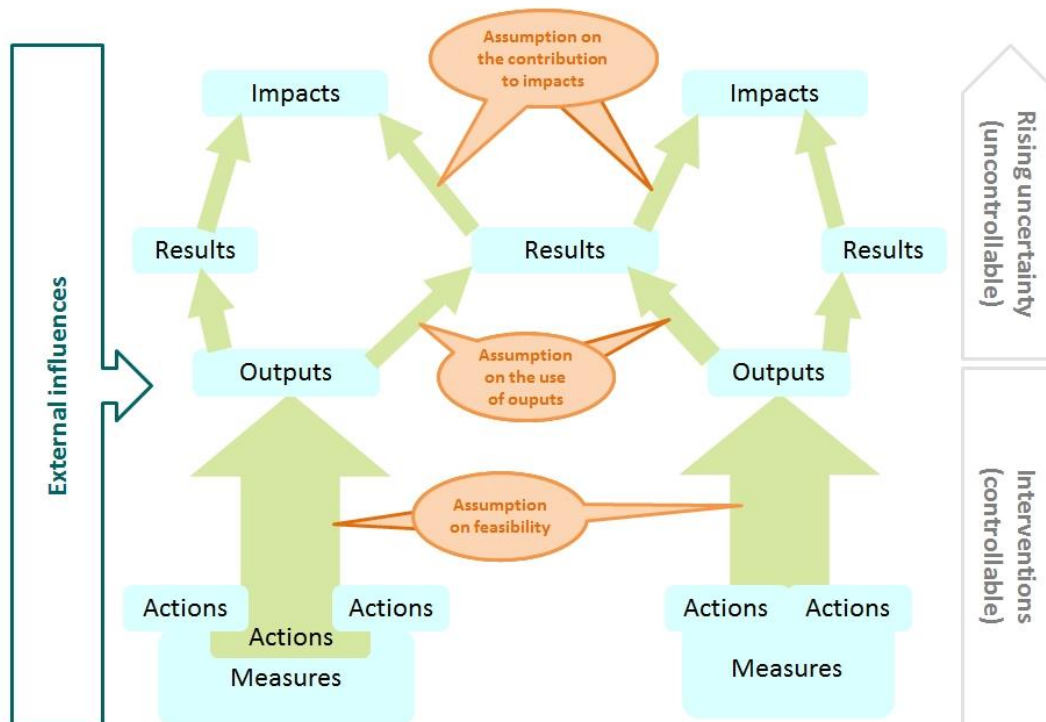 Assumption on
the contribution
to impacts
Impacts
Impacts
Rising uncertainty
(uncontrollable)
Results
Results
Results
External influences
Outputs
Assumption
on the use
of ouputs
Outputs
Assumption
on feasibility
Interventions
(controllable)
Actions
Actions
Actions
Measures
Actions
Actions
Measures